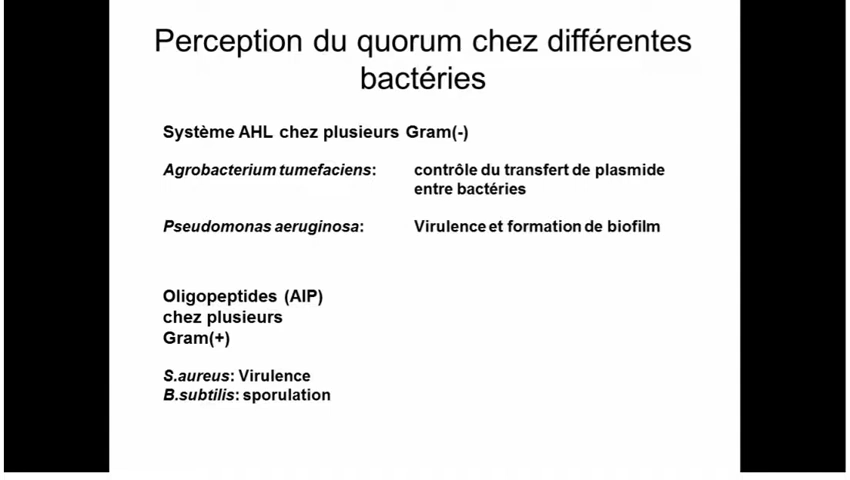 Perception du quorum chez différentes
bactéries
Système AHL chez plusieurs Gram(-)
Agrobacterium tumefaciens: contrôle du transfert de plasmide
entre bactéries
Pseudomonas aeruginosa: Virulence et formation de biofilm
Oligopeptides (AIP)
chez plusieurs
Gram(+)
S.aureus: Virulence
B.subtilis: sporulation